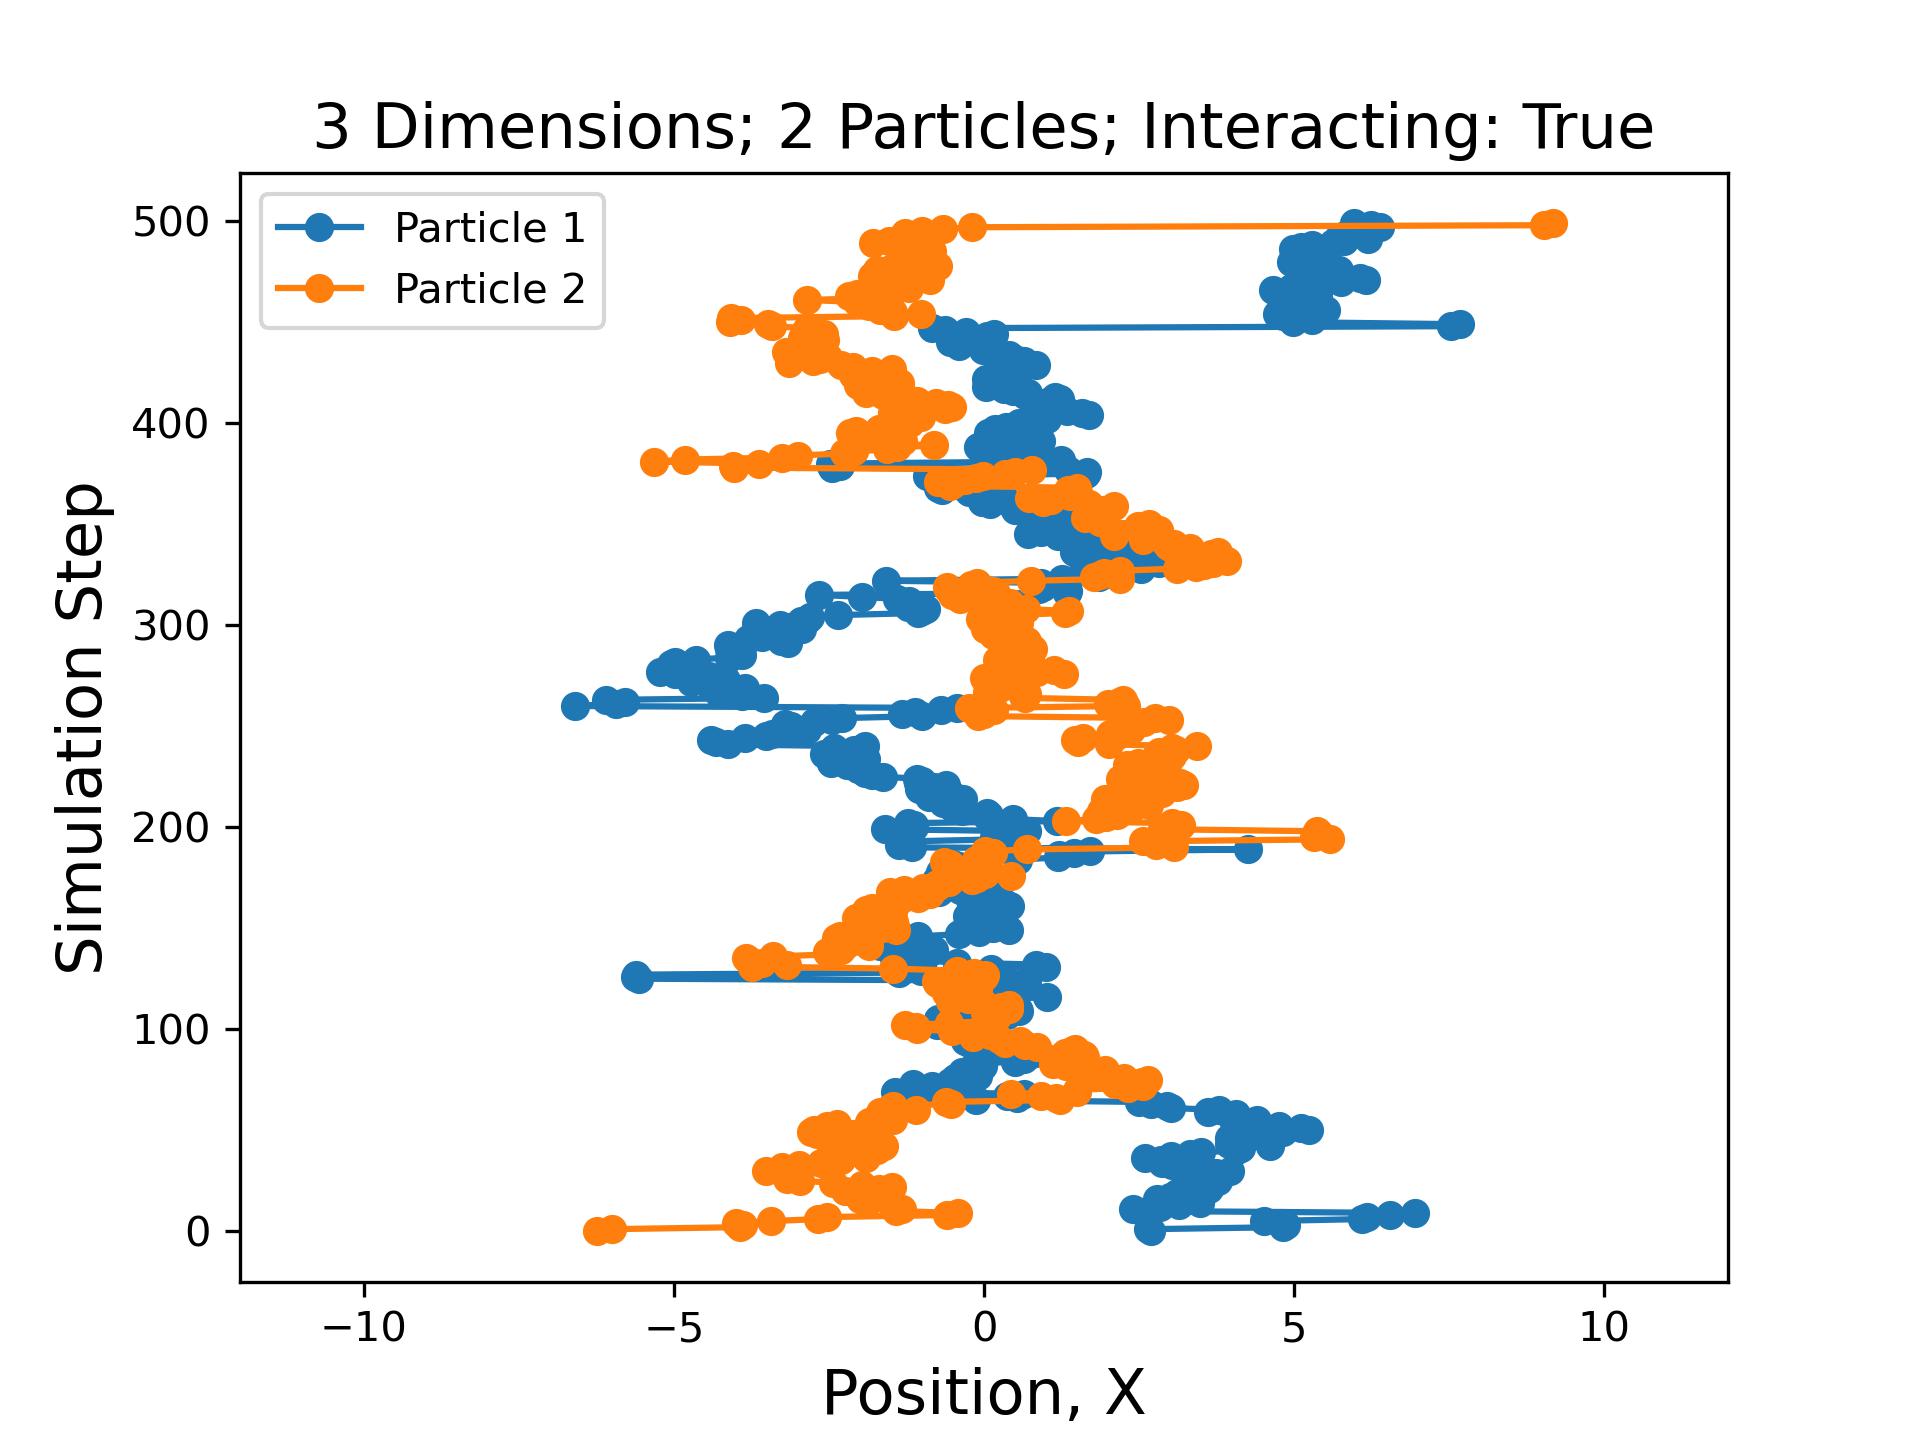 3 Dimensions; 2 Particles; Interacting: True
Particle 1
Particle 2
Simulation Step
500
400
300
200
100
0
−10
−5
0
5
10
Position, X